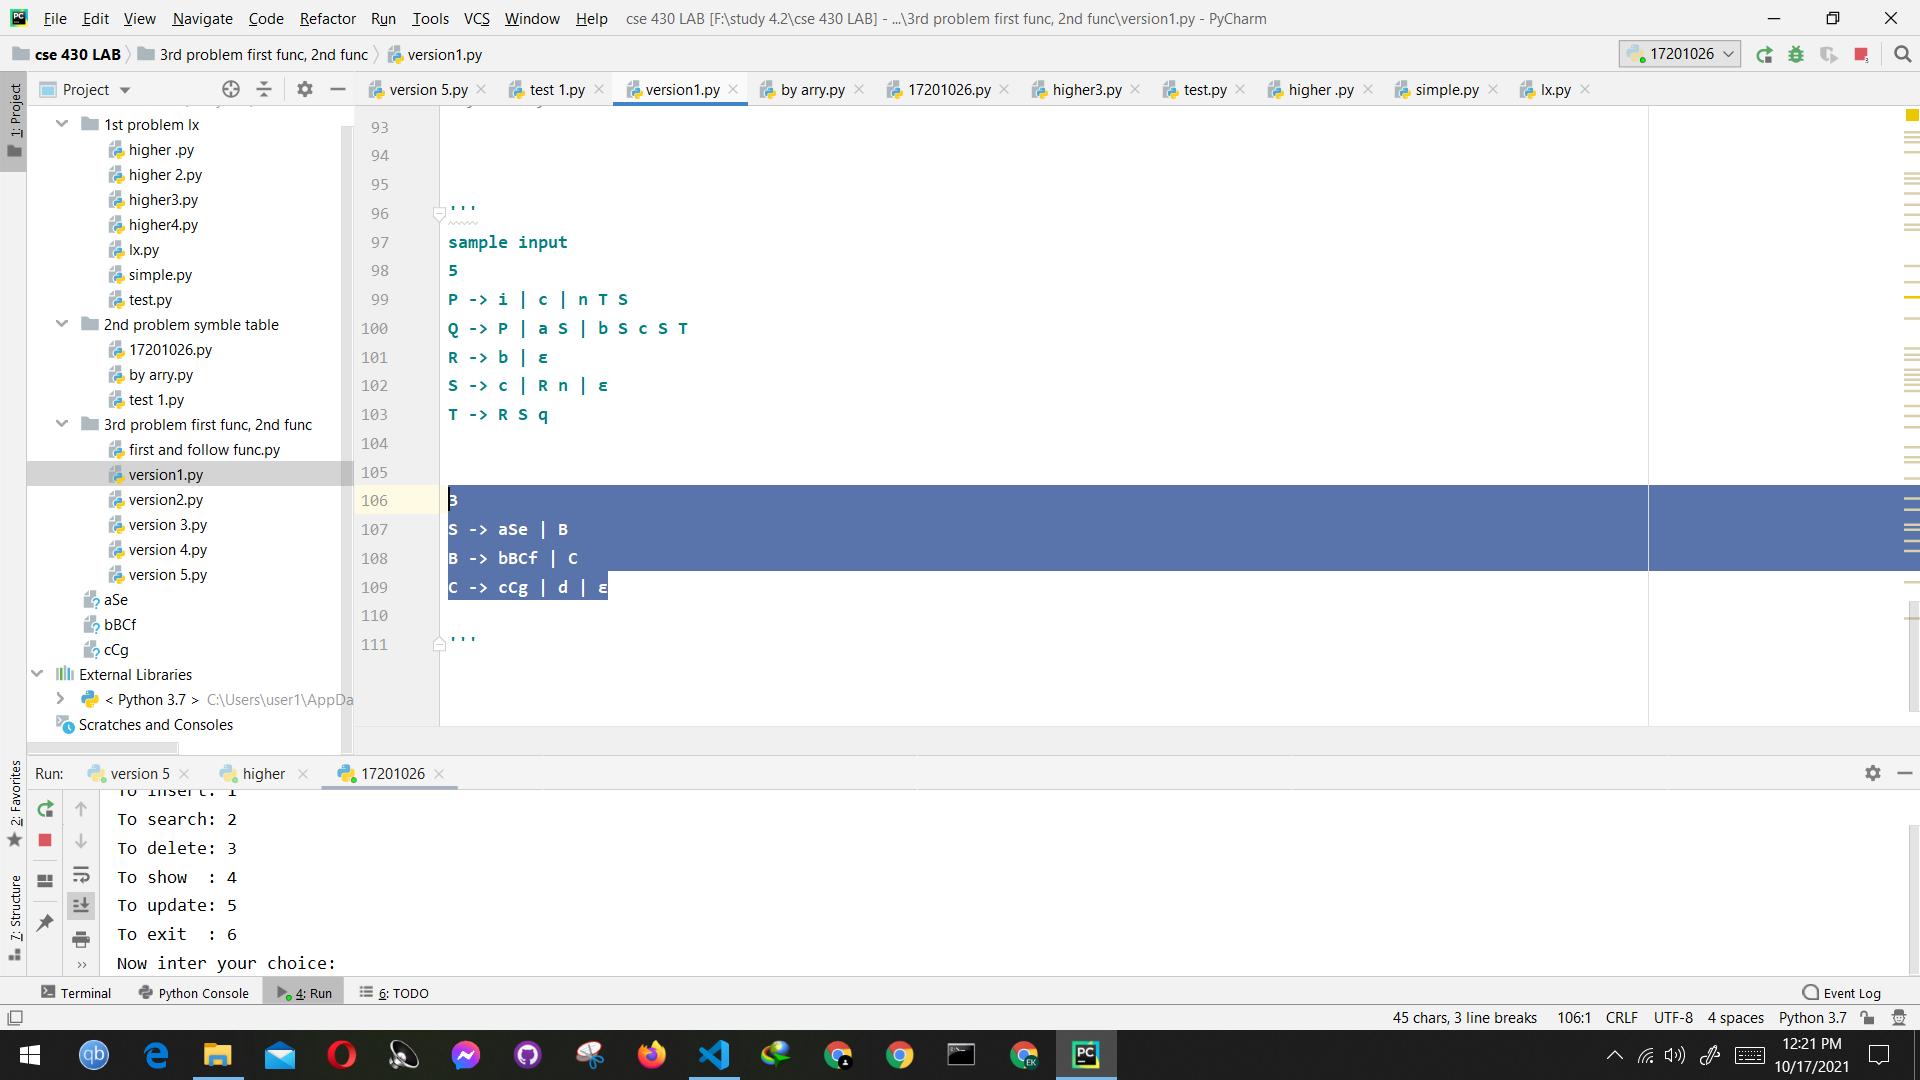 File Edit View Navigate Code Refactor Run Tools VCS Window Help cse 430 LAB [F:\study 4.2\cse 430 LAB] - ...\3rd problem first func, 2nd func\version1.py - PyCharm
cse 430 LAB 3rd problem first func, 2nd func version1.py 17201026
Project version 5.py test 1.py version1.py by arry.py 17201026.py higher3.py test.py higher .py simple.py lx.py
1: Project
1st problem lx
higher .py
higher 2.py
higher3.py
higher4.py
lx.py
simple.py
test.py
2nd problem symble table
17201026.py
by arry.py
test 1.py
3rd problem first func, 2nd func
first and follow func.py
version1.py
version2.py
version 3.py
version 4.py
version 5.py
aSe
bBCf
cCg
External Libraries
< Python 3.7 > C:\Users\user1\AppDa
Scratches and Consoles
93
94
95
96 '''
97 sample input
98 5
99 P -> i | c | n T S
100 Q -> P | a S | b S c S T
101 R -> b | ε
102 S -> c | R n | ε
103 T -> R S q
104
105
106 3
107 S -> aSe | B
108 B -> bBCf | C
109 C -> cCg | d | ε
110
111 '''
2: Favorites
7: Structure
Run: version 5 higher 17201026
To insert: 1
To search: 2
To delete: 3
To show : 4
To update: 5
To exit : 6
Now inter your choice:
Terminal Python Console 4: Run 6: TODO Event Log
45 chars, 3 line breaks 106:1 CRLF UTF-8 4 spaces Python 3.7
12:21 PM
10/17/2021